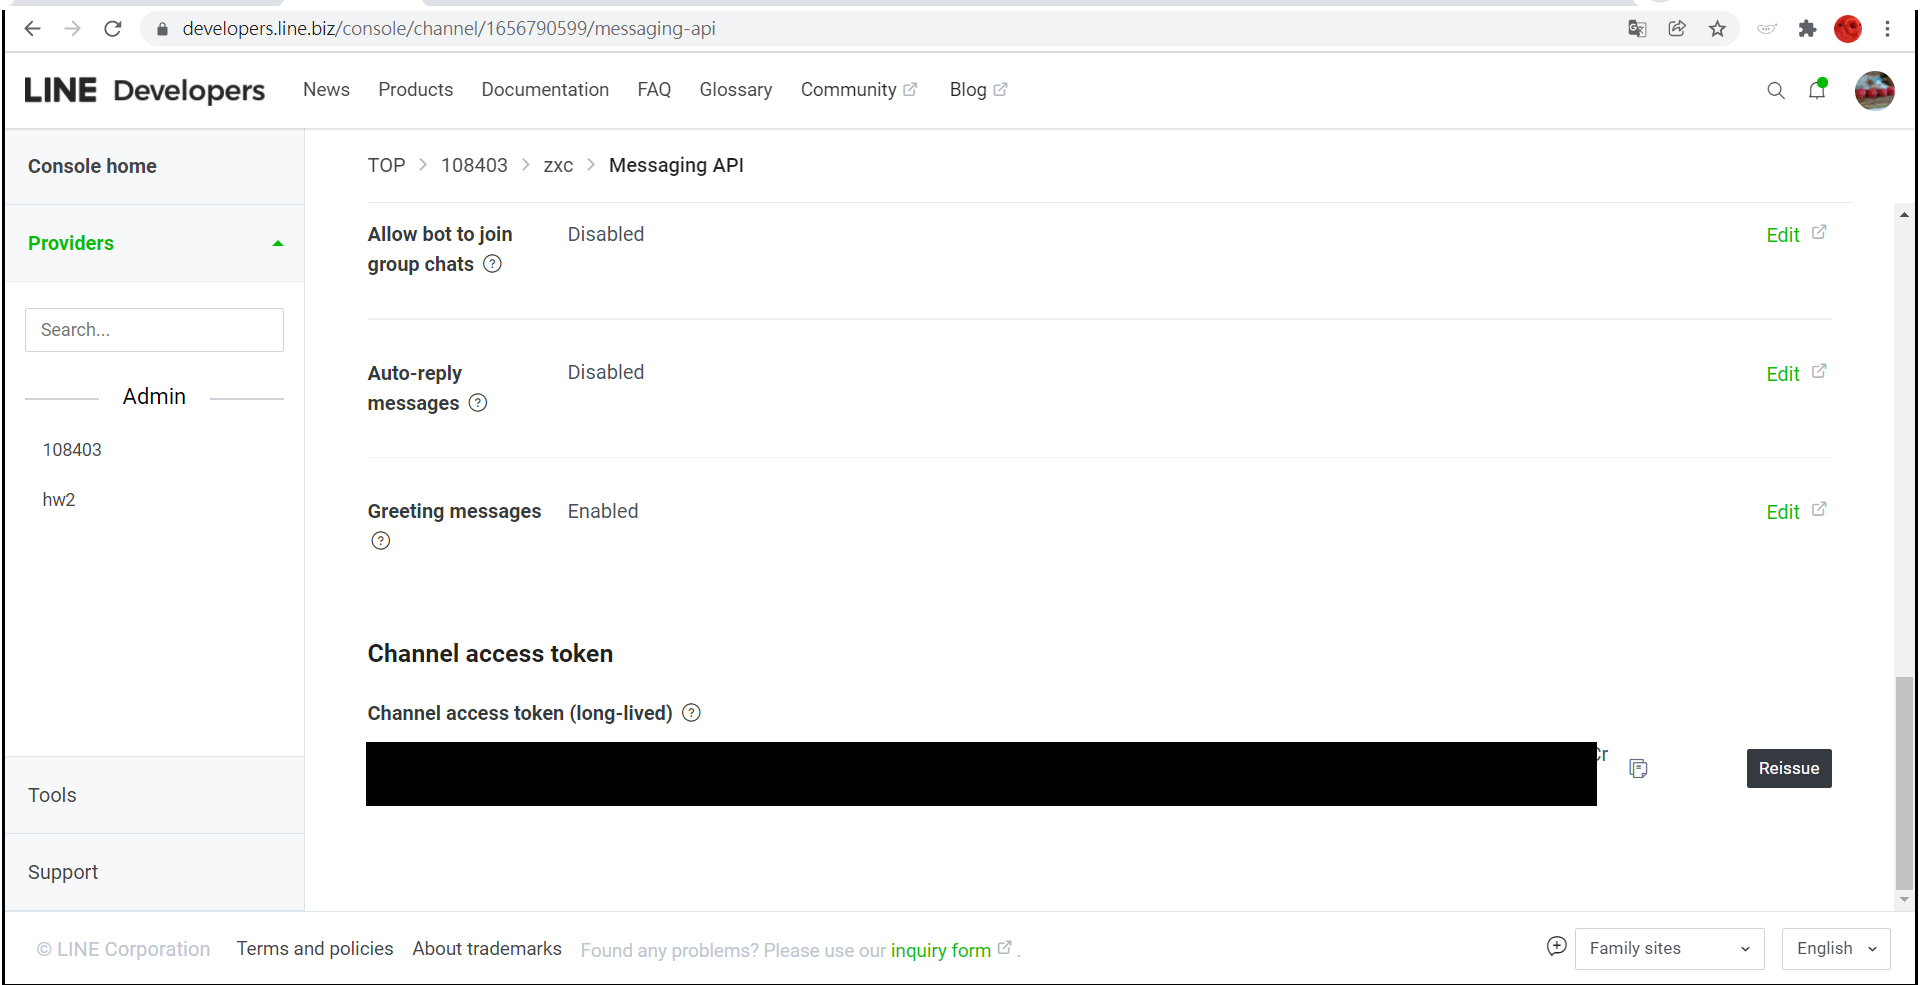 developers.line.biz/console/channel/1656790599/messaging-api
LINE Developers News Products Documentation FAQ Glossary Community Blog
Console home
Providers
Search...
Admin
108403
hw2
Tools
Support
TOP > 108403 > zxc > Messaging API
Allow bot to join Disabled Edit
group chats ?
Auto-reply Disabled Edit
messages ?
Greeting messages Enabled Edit
?
Channel access token
Channel access token (long-lived) ?
Reissue
© LINE Corporation Terms and policies About trademarks Found any problems? Please use our inquiry form . Family sites English